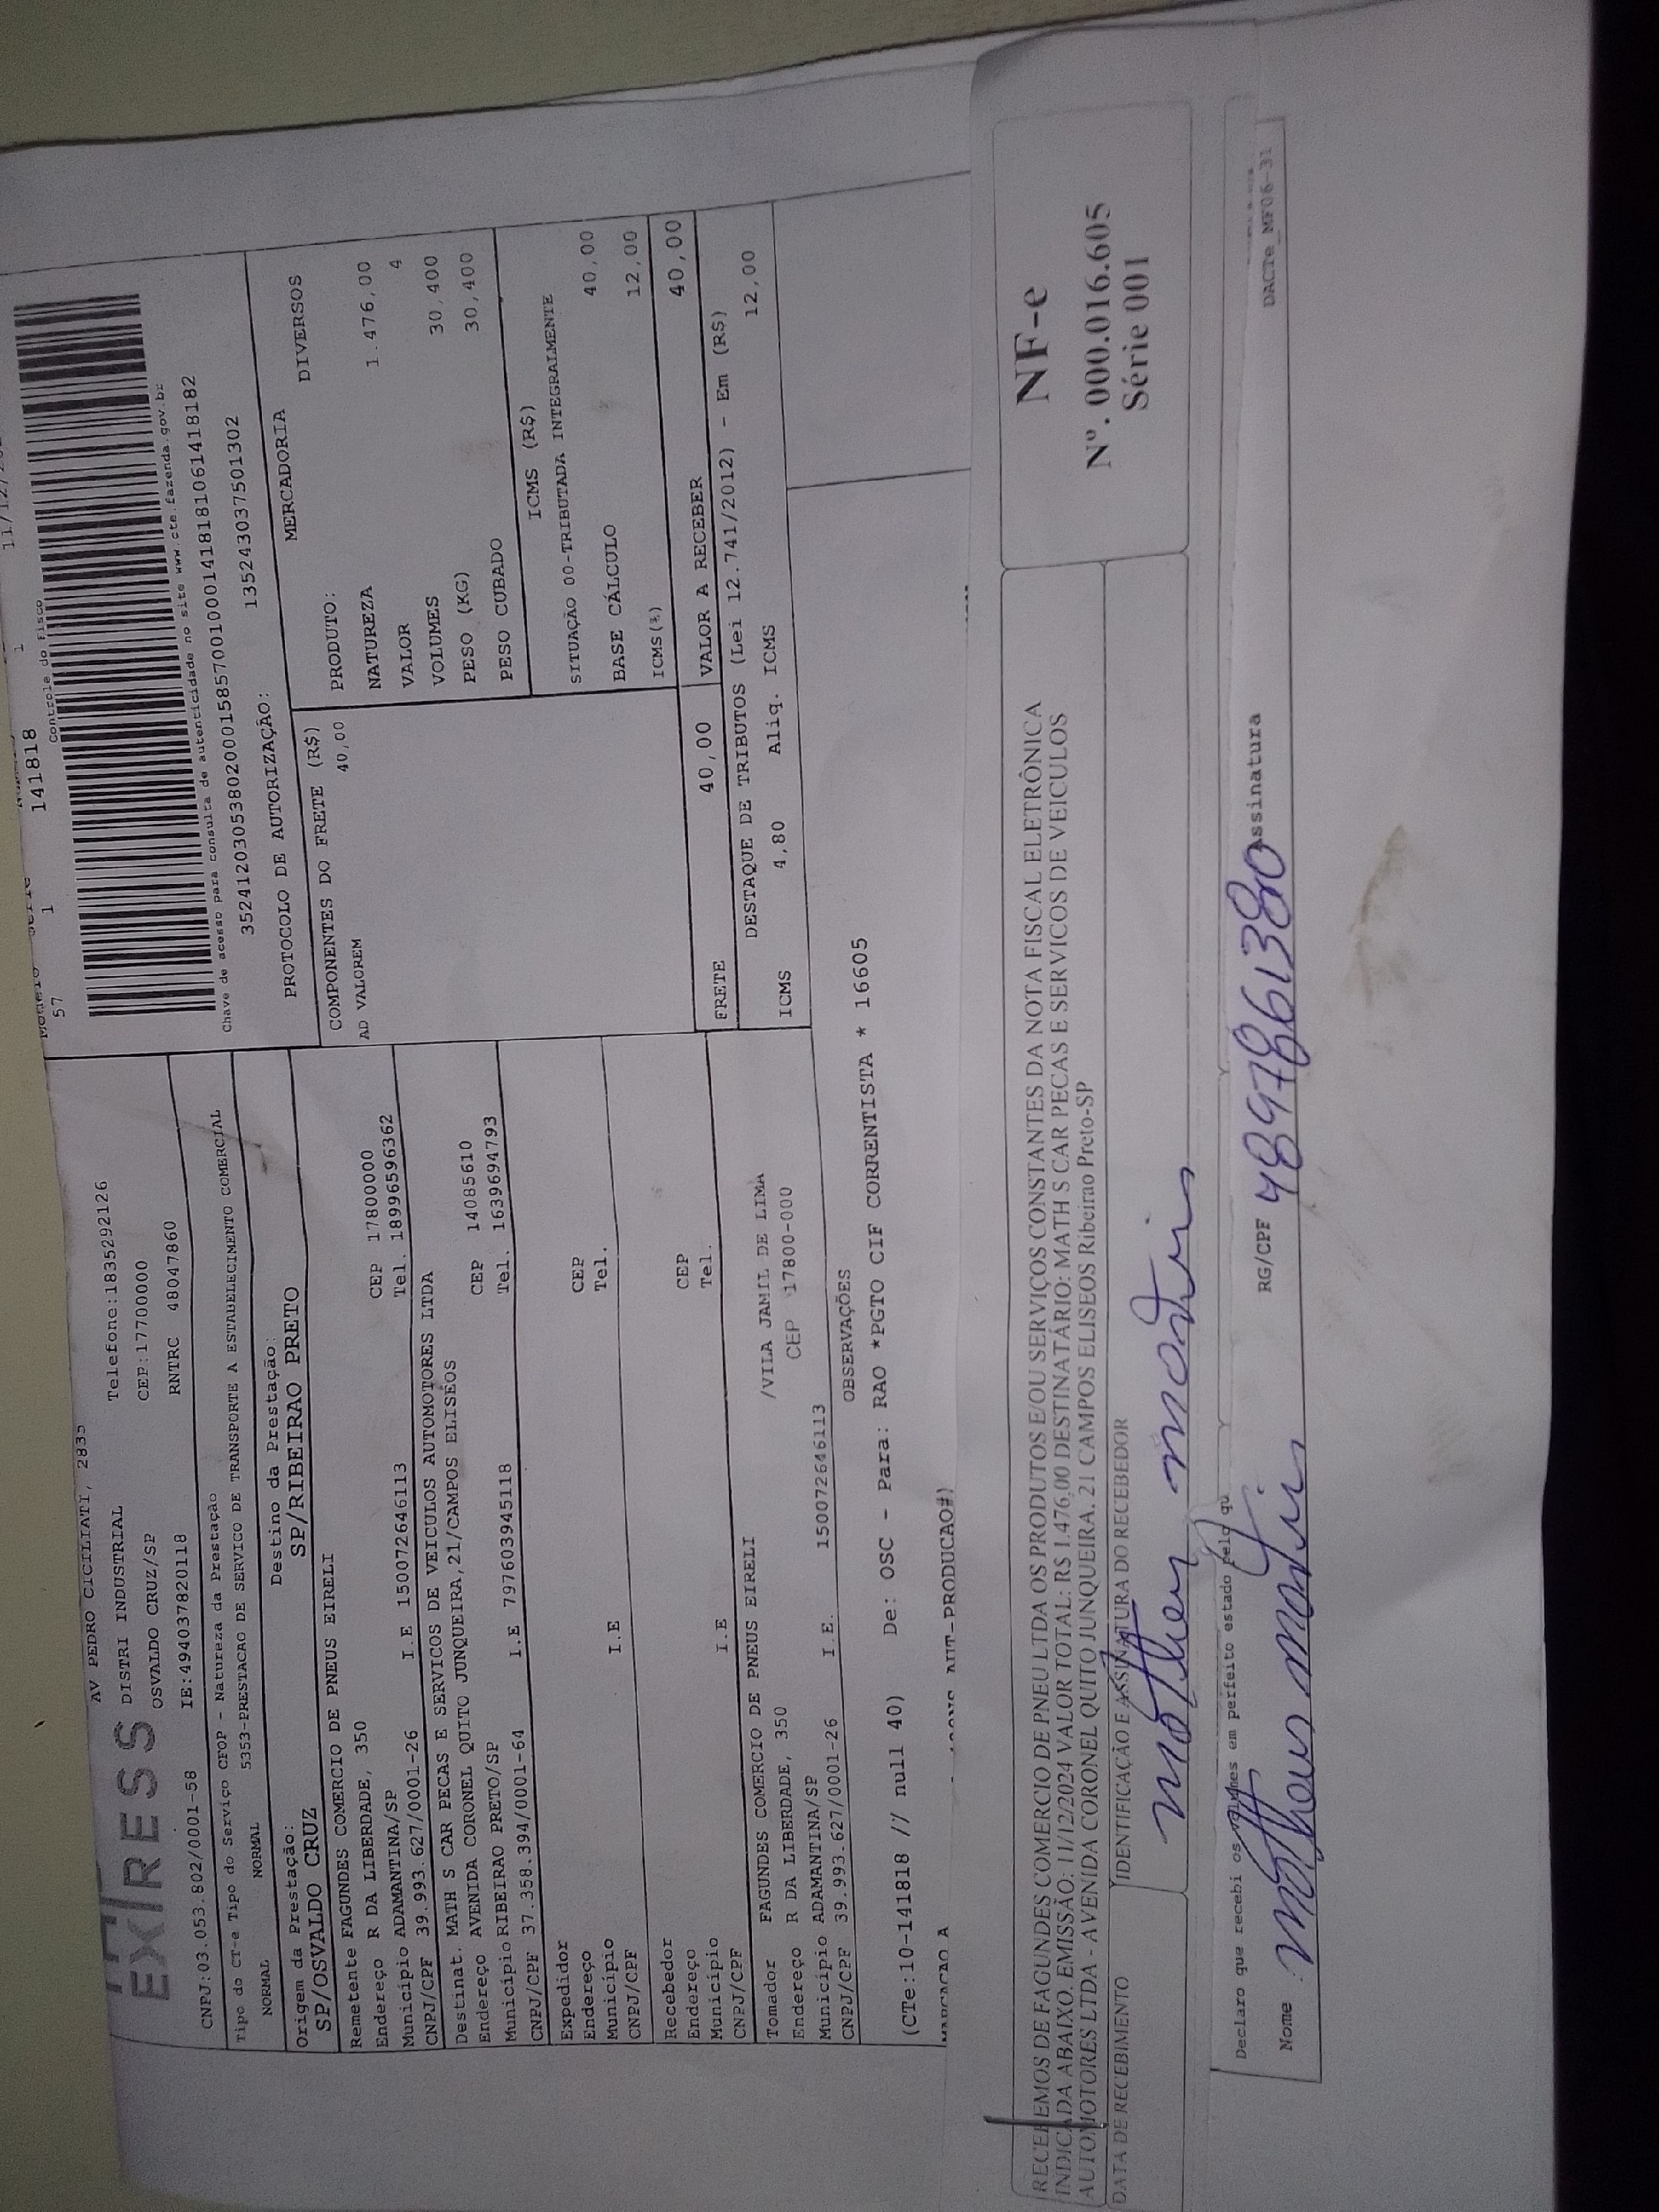 EXPRESS
AV PEDRO CICILIATI, 2835
DISTRI INDUSTRIAL
Telefone:1835292126
OSVALDO CRUZ/SP
CEP:17700000
CNPJ:03.053.802/0001-58
IE:494037820118
RNTRC 48047860
Tipo do CT-e Tipo do Serviço CFOP - Natureza da Prestação
NORMAL NORMAL 5353-PRESTACAO DE SERVICO DE TRANSPORTE A ESTABELECIMENTO COMERCIAL
Origem da Prestação: Destino da Prestação:
SP/OSVALDO CRUZ SP/RIBEIRAO PRETO
Remetente FAGUNDES COMERCIO DE PNEUS EIRELI
Endereço R DA LIBERDADE, 350 CEP 17800000
Município ADAMANTINA/SP Tel. 18996596362
CNPJ/CPF 39.993.627/0001-26 I.E 150072646113
Destinat. MATH S CAR PECAS E SERVICOS DE VEICULOS AUTOMOTORES LTDA
Endereço AVENIDA CORONEL QUITO JUNQUEIRA,21/CAMPOS ELISEOS
Município RIBEIRAO PRETO/SP CEP 14085610
CNPJ/CPF 37.358.394/0001-64 I.E 797603945118 Tel. 1639694793
Expedidor
Endereço CEP
Município Tel.
CNPJ/CPF I.E
Recebedor
Endereço CEP
Município Tel.
CNPJ/CPF I.E
Tomador FAGUNDES COMERCIO DE PNEUS EIRELI
Endereço R DA LIBERDADE, 350 /VILA JAMIL DE LIMA
Município ADAMANTINA/SP CEP 17800-000
CNPJ/CPF 39.993.627/0001-26 I.E. 150072646113
Modelo Série
57 1 141818 1
Controle do Fisco
Chave de acesso para consulta de autenticidade no site www.cte.fazenda.gov.br
35241203053802000158570010001418181061418182
PROTOCOLO DE AUTORIZAÇÃO: 135243037501302
COMPONENTES DO FRETE (R$)
AD VALOREM 40,00
MERCADORIA
PRODUTO: DIVERSOS
NATUREZA
VALOR 1.476,00
VOLUMES 4
PESO (KG) 30,400
PESO CUBADO 30,400
ICMS (R$)
SITUAÇÃO 00-TRIBUTADA INTEGRALMENTE
BASE CÁLCULO 40,00
ICMS(%) 12,00
FRETE 40,00 VALOR A RECEBER 40,00
DESTAQUE DE TRIBUTOS (Lei 12.741/2012) - Em (R$)
ICMS 4,80 Aliq. ICMS 12,00
OBSERVAÇÕES
(CTe:10-141818 // null 40) De: OSC - Para: RAO *PGTO CIF CORRENTISTA * 16605
RECEBEMOS DE FAGUNDES COMERCIO DE PNEU LTDA OS PRODUTOS E/OU SERVIÇOS CONSTANTES DA NOTA FISCAL ELETRÔNICA
INDICADA ABAIXO. EMISSÃO: 11/12/2024 VALOR TOTAL: R$ 1.476,00 DESTINATÁRIO: MATH S CAR PECAS E SERVICOS DE VEICULOS
AUTOMOTORES LTDA - AVENIDA CORONEL QUITO JUNQUEIRA, 21 CAMPOS ELISEOS Ribeirao Preto-SP
DATA DE RECEBIMENTO IDENTIFICAÇÃO E ASSINATURA DO RECEBEDOR
Matheus Martins
NF-e
Nº. 000.016.605
Série 001
Declaro que recebi os volumes em perfeito estado pelo qu
Nome Matheus Martins RG/CPF Assinatura
DACTe_MF06-31